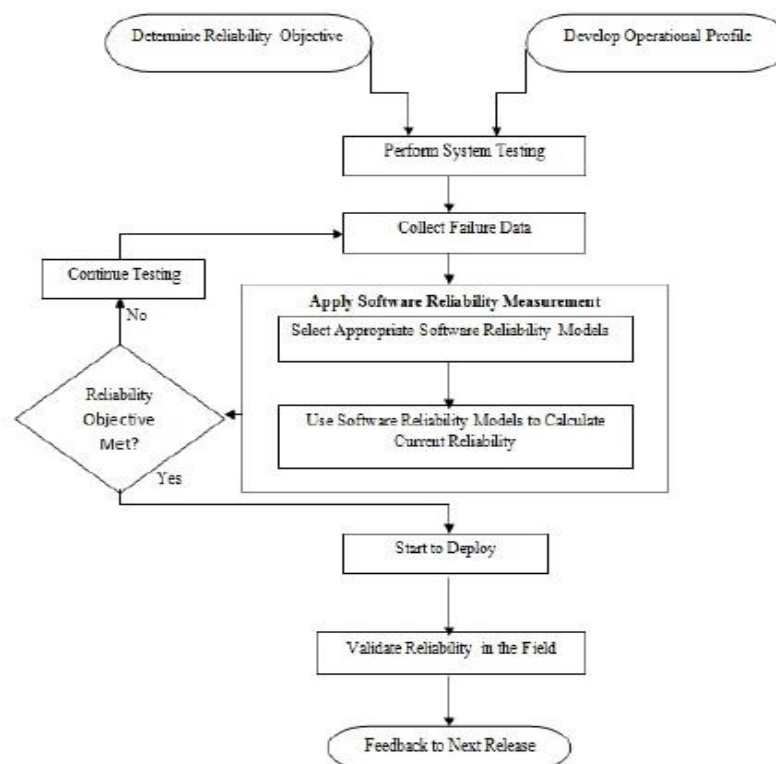 Determine Reliability Objective
Develop Operational Profile
Perform System Testing
Collect Failure Data
Continue Testing
No
Apply Software Reliability Measurement
Select Appropriate Software Reliability Models
Reliability
Objective
Met?
Use Software Reliability Models to Calculate
Current Reliability
Yes
Start to Deploy
Validate Reliability in the Field
Feedback to Next Release